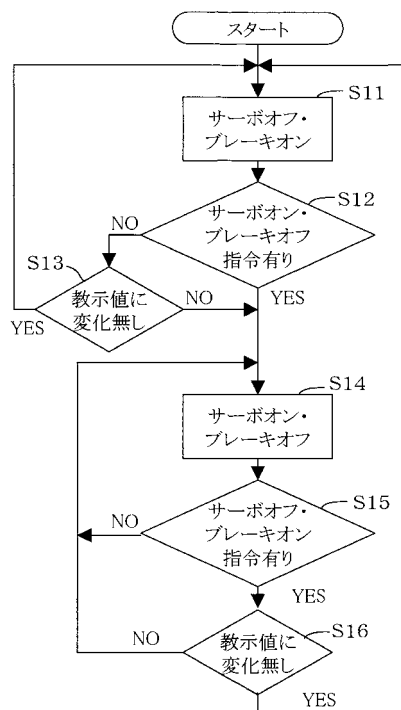 スタート
S11
サーボオフ・
ブレーキオン
S12
サーボオン・
ブレーキオフ
指令有り
NO
S13
教示値に
変化無し
NO
YES
YES
S14
サーボオン・
ブレーキオフ
S15
サーボオフ・
ブレーキオン
指令有り
NO
YES
S16
教示値に
変化無し
NO
YES